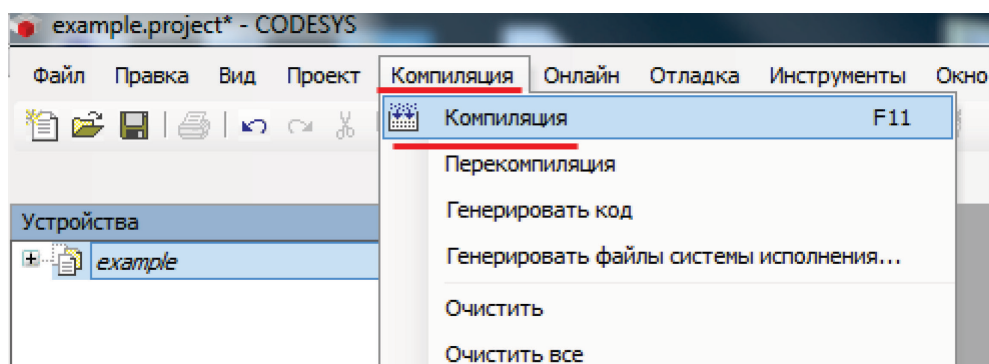 example.project* - CODESYS
Файл Правка Вид Проект Компиляция Онлайн Отладка Инструменты Окно
Компиляция F11
Перекомпиляция
Устройства
Генерировать код
example
Генерировать файлы системы исполнения...
Очистить
Очистить все